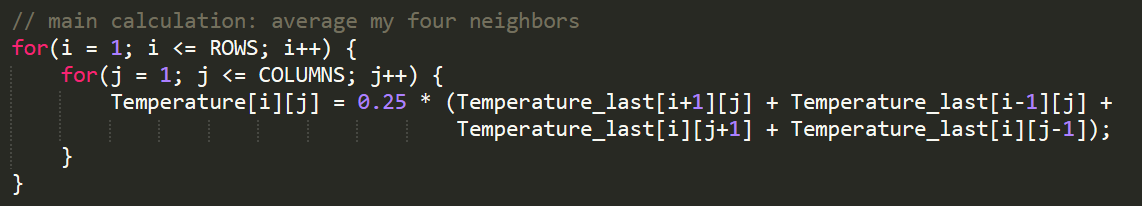 // main calculation: average my four neighbors
for(i = 1; i <= ROWS; i++) {
    for(j = 1; j <= COLUMNS; j++) {
        Temperature[i][j] = 0.25 * (Temperature_last[i+1][j] + Temperature_last[i-1][j] +
                                    Temperature_last[i][j+1] + Temperature_last[i][j-1]);
    }
}